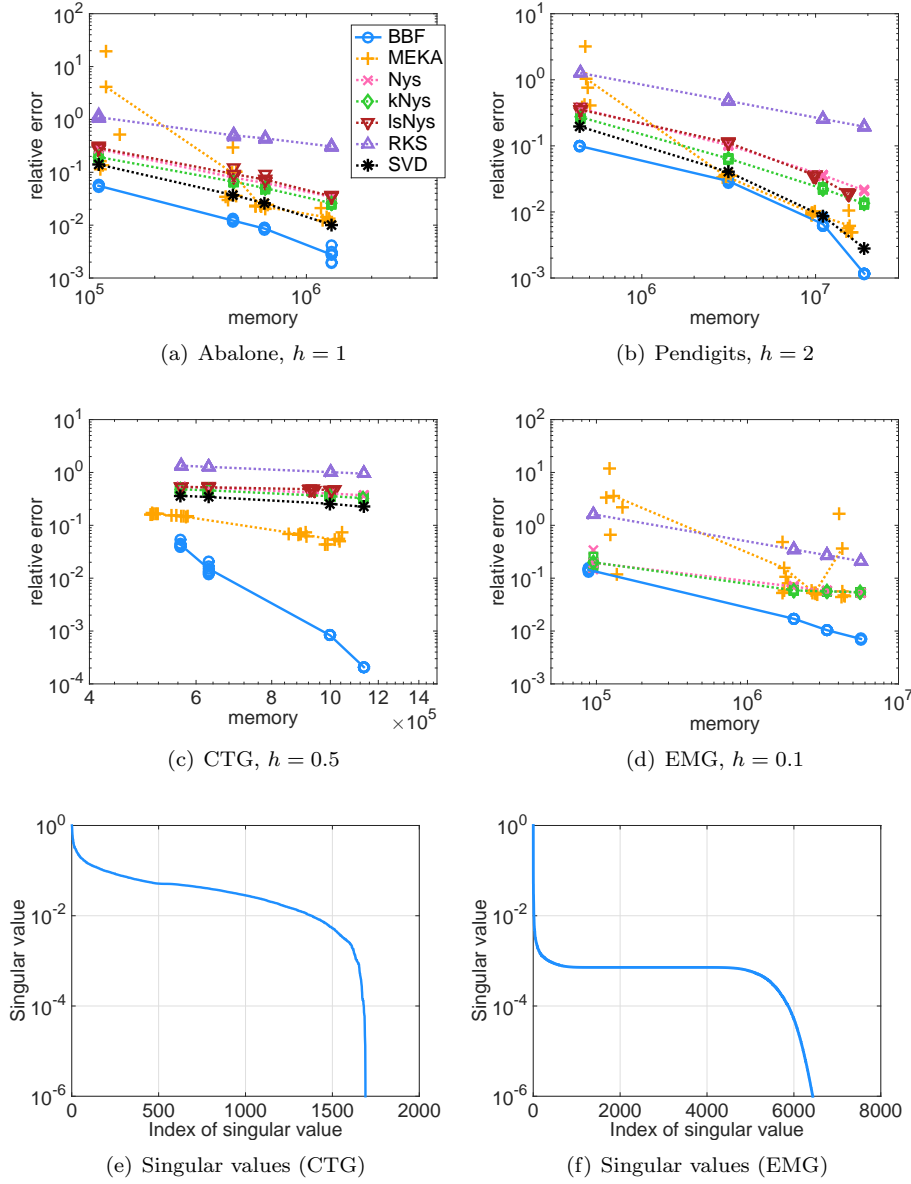 10^2
10^1
10^0
10^-1
10^-2
10^-3
relative error
10^5
10^6
memory
BBF
MEKA
Nys
kNys
lsNys
RKS
SVD
(a) Abalone, h = 1
10^1
10^0
10^-1
10^-2
10^-3
relative error
10^6
10^7
memory
(b) Pendigits, h = 2
10^1
10^0
10^-1
10^-2
10^-3
10^-4
relative error
4
6
8
10
12
14
×10^5
memory
(c) CTG, h = 0.5
10^2
10^1
10^0
10^-1
10^-2
10^-3
relative error
10^5
10^6
10^7
memory
(d) EMG, h = 0.1
10^0
10^-2
10^-4
10^-6
Singular value
0
500
1000
1500
2000
Index of singular value
(e) Singular values (CTG)
10^0
10^-2
10^-4
10^-6
Singular value
0
2000
4000
6000
8000
Index of singular value
(f) Singular values (EMG)